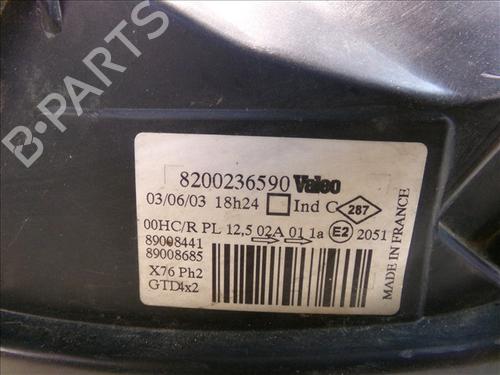 B-PARTS
8200236590 Valeo
03/06/03 18h24 Ind C 287
00HC/R PL 12,5 02A 01 1a E2 2051
89008441
89008685
X76 Ph2
GTD4x2
MADE IN FRANCE